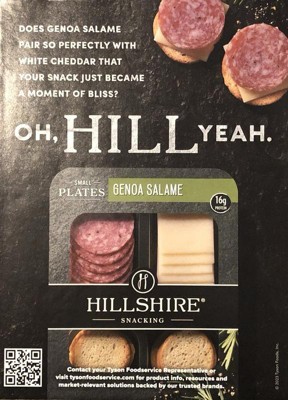 DOES GENOA SALAME
PAIR SO PERFECTLY WITH
WHITE CHEDDAR THAT
YOUR SNACK JUST BECAME
A MOMENT OF BLISS?
OH, HILL YEAH.
SMALL
PLATES
GENOA SALAME
16g
PROTEIN
H
HILLSHIRE®
SNACKING
Contact your Tyson Foodservice Representative or
visit tysonfoodservice.com for product info, resources and
market-relevant solutions backed by our trusted brands.